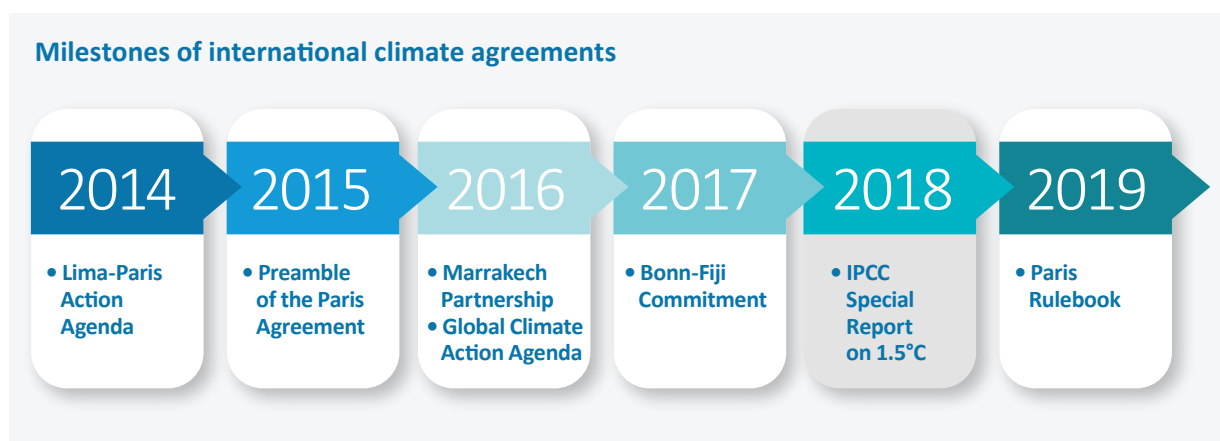 Milestones of international climate agreements
2014
• Lima-Paris
Action
Agenda
2015
• Preamble
of the Paris
Agreement
2016
• Marrakech
Partnership
• Global Climate
Action Agenda
2017
• Bonn-Fiji
Commitment
2018
• IPCC
Special
Report
on 1.5°C
2019
• Paris
Rulebook